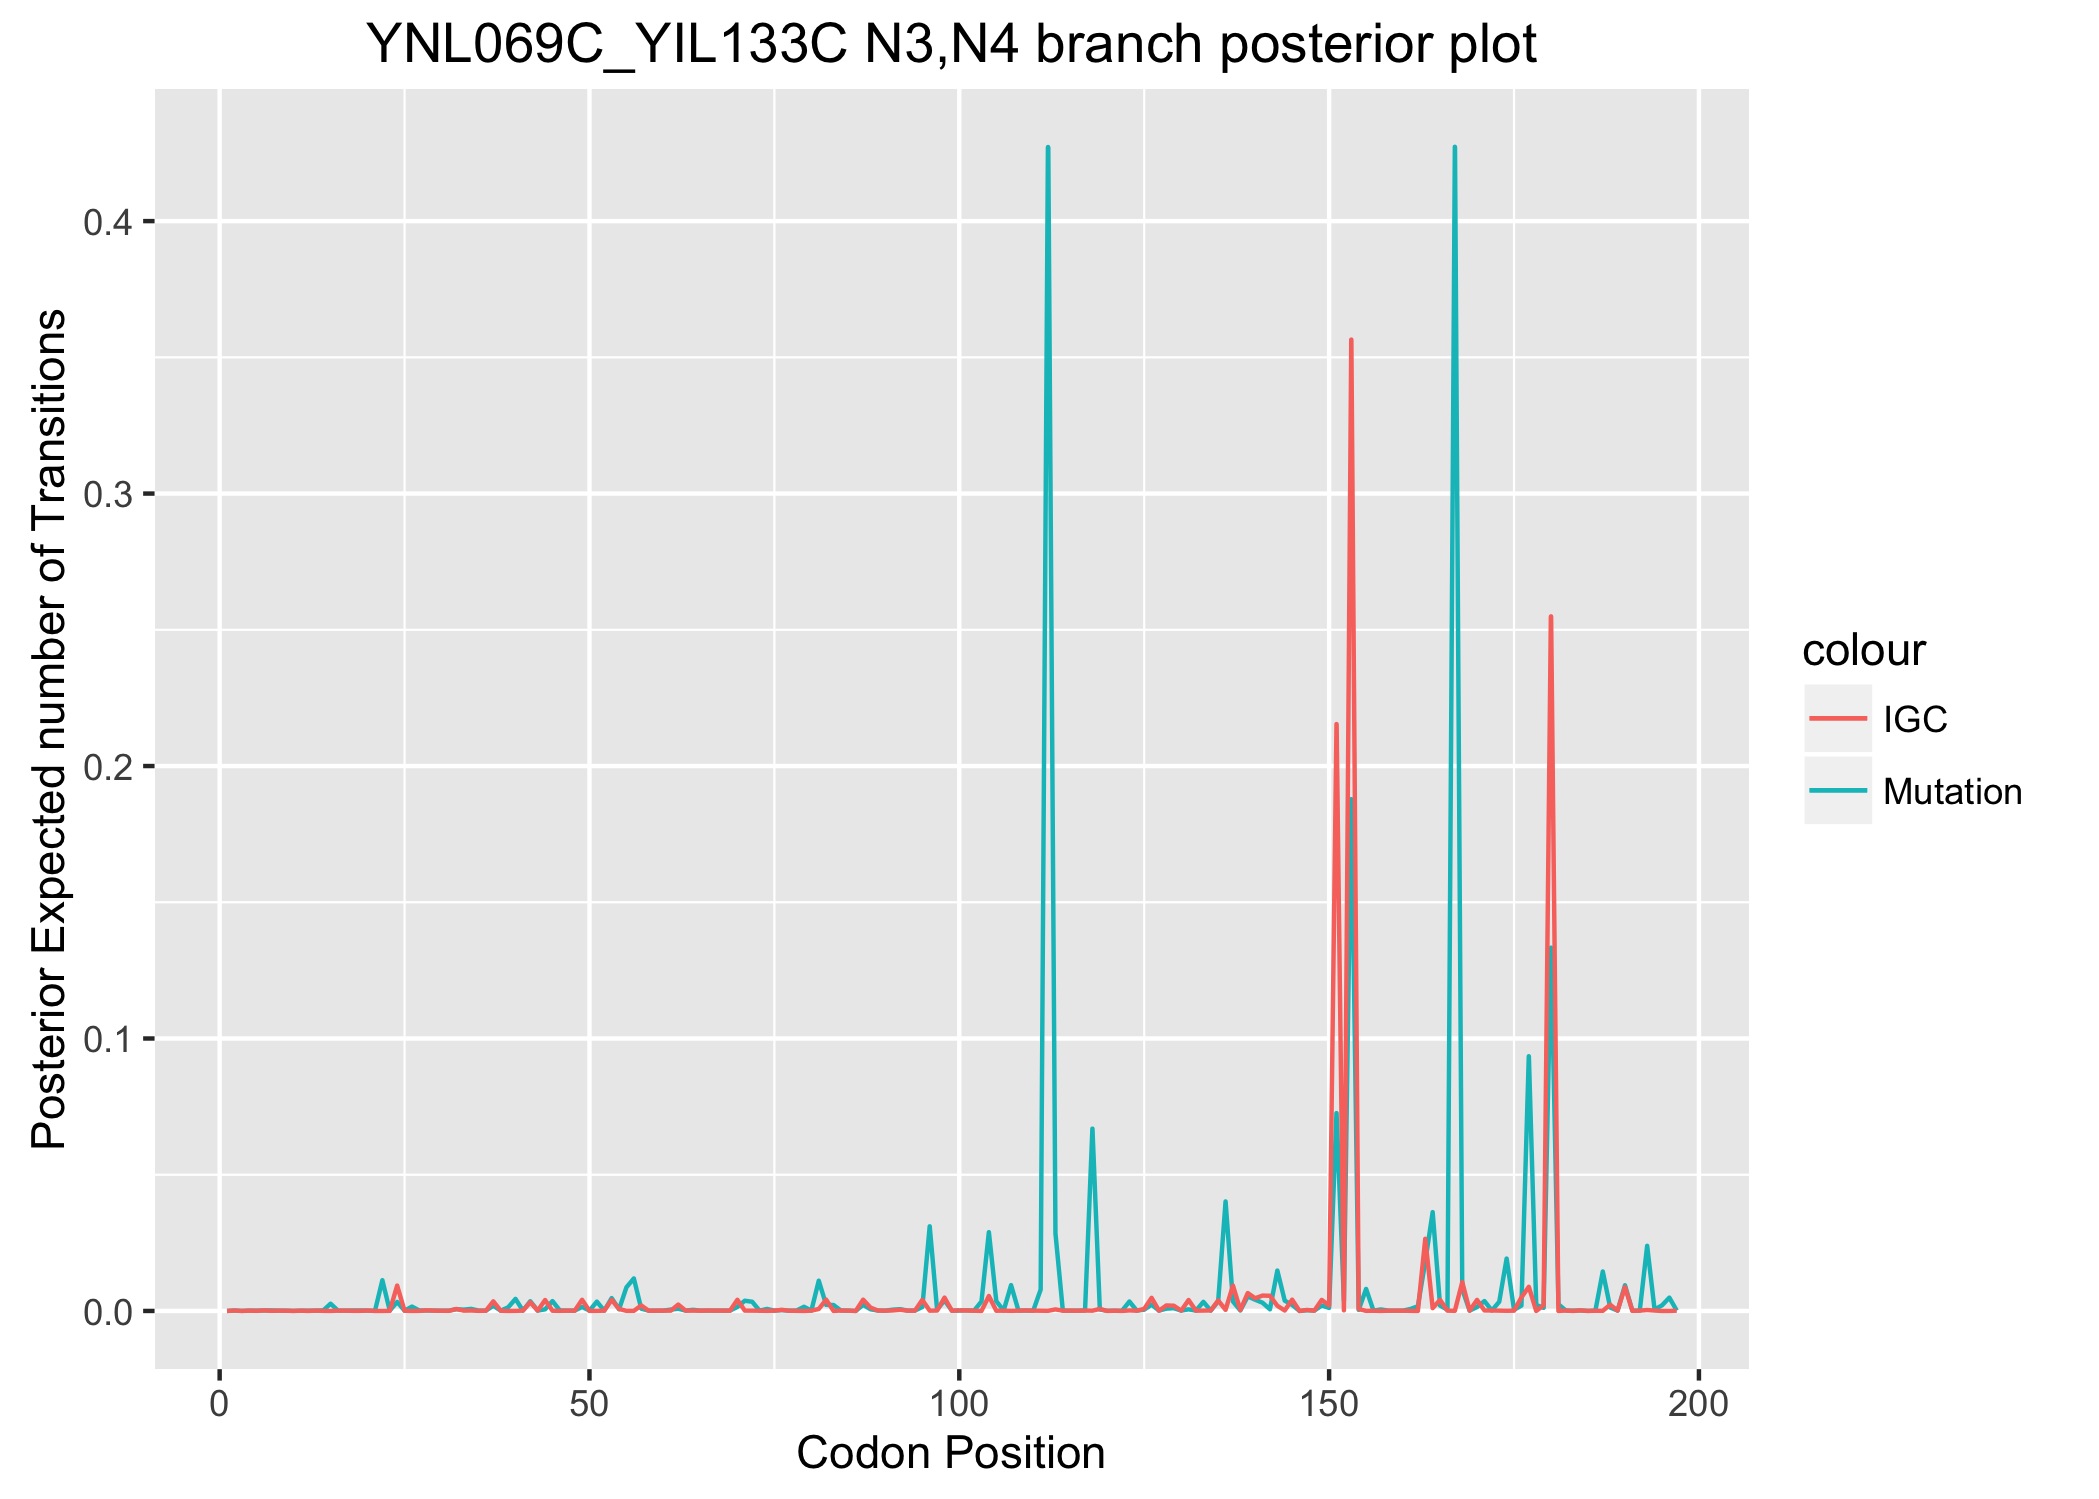 YNL069C_YIL133C N3,N4 branch posterior plot
Posterior Expected number of Transitions
0.4
0.3
0.2
0.1
0.0
0 50 100 150 200
Codon Position
colour
IGC
Mutation